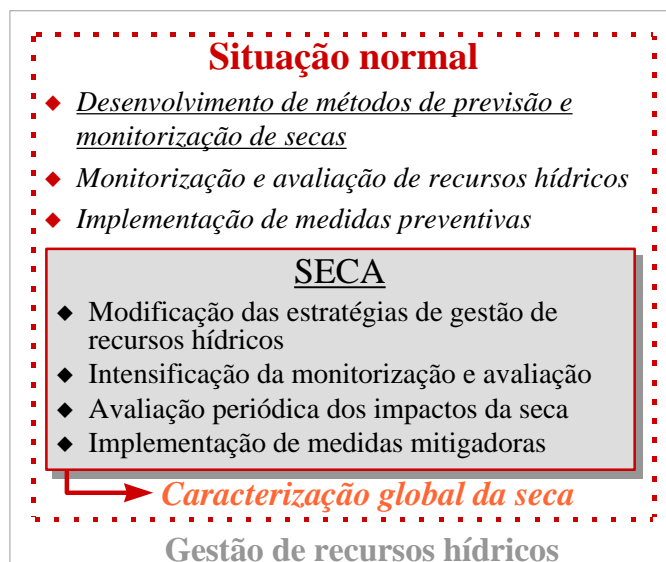 Situação normal
◆ Desenvolvimento de métodos de previsão e
monitorização de secas
◆ Monitorização e avaliação de recursos hídricos
◆ Implementação de medidas preventivas
SECA
◆ Modificação das estratégias de gestão de
recursos hídricos
◆ Intensificação da monitorização e avaliação
◆ Avaliação periódica dos impactos da seca
◆ Implementação de medidas mitigadoras
Caracterização global da seca
Gestão de recursos hídricos